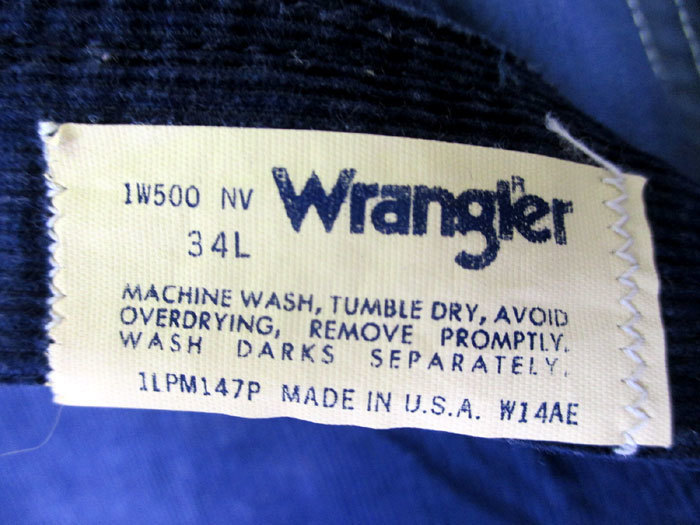 1W500 NV Wrangler®
34L
MACHINE WASH, TUMBLE DRY, AVOID
OVERDRYING, REMOVE PROMPTLY.
WASH DARKS SEPARATELY.
1LPM147P MADE IN U.S.A. W14AE